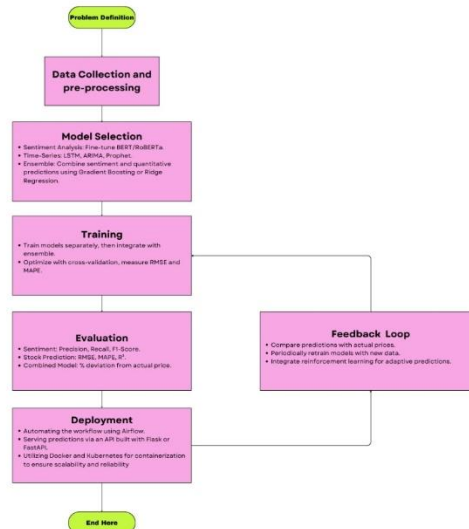 Problem Definition
Data Collection and
pre-processing
Model Selection
• Sentiment Analysis: Fine-tune BERT/RoBERTa.
• Time-Series: LSTM, ARIMA, Prophet.
• Ensemble: Combine sentiment and quantitative
predictions using Gradient Boosting or Ridge
Regression.
Training
• Train models separately, then integrate with
ensemble.
• Optimize with cross-validation, measure RMSE and
MAPE.
Evaluation
• Sentiment: Precision, Recall, F1-Score.
• Stock Prediction: RMSE, MAPE, R².
• Combined Model: % deviation from actual price.
Feedback Loop
• Compare predictions with actual prices.
• Periodically retrain models with new data.
• Integrate reinforcement learning for adaptive predictions.
Deployment
• Automating the workflow using Airflow.
• Serving predictions via an API built with Flask or
FastAPI.
• Utilizing Docker and Kubernetes for containerization
to ensure scalability and reliability
End Here